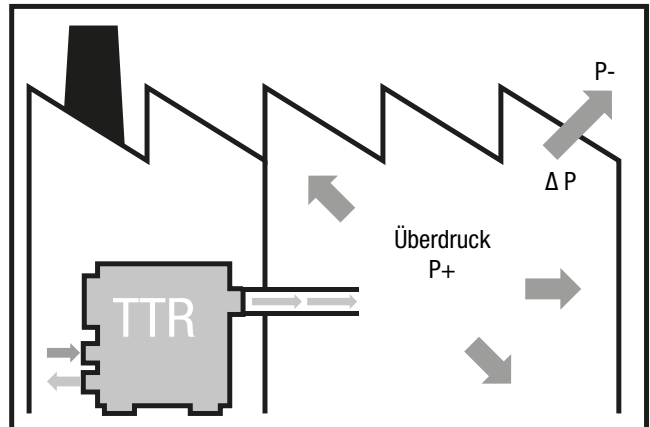 P-
Δ P
Überdruck
P+
TTR